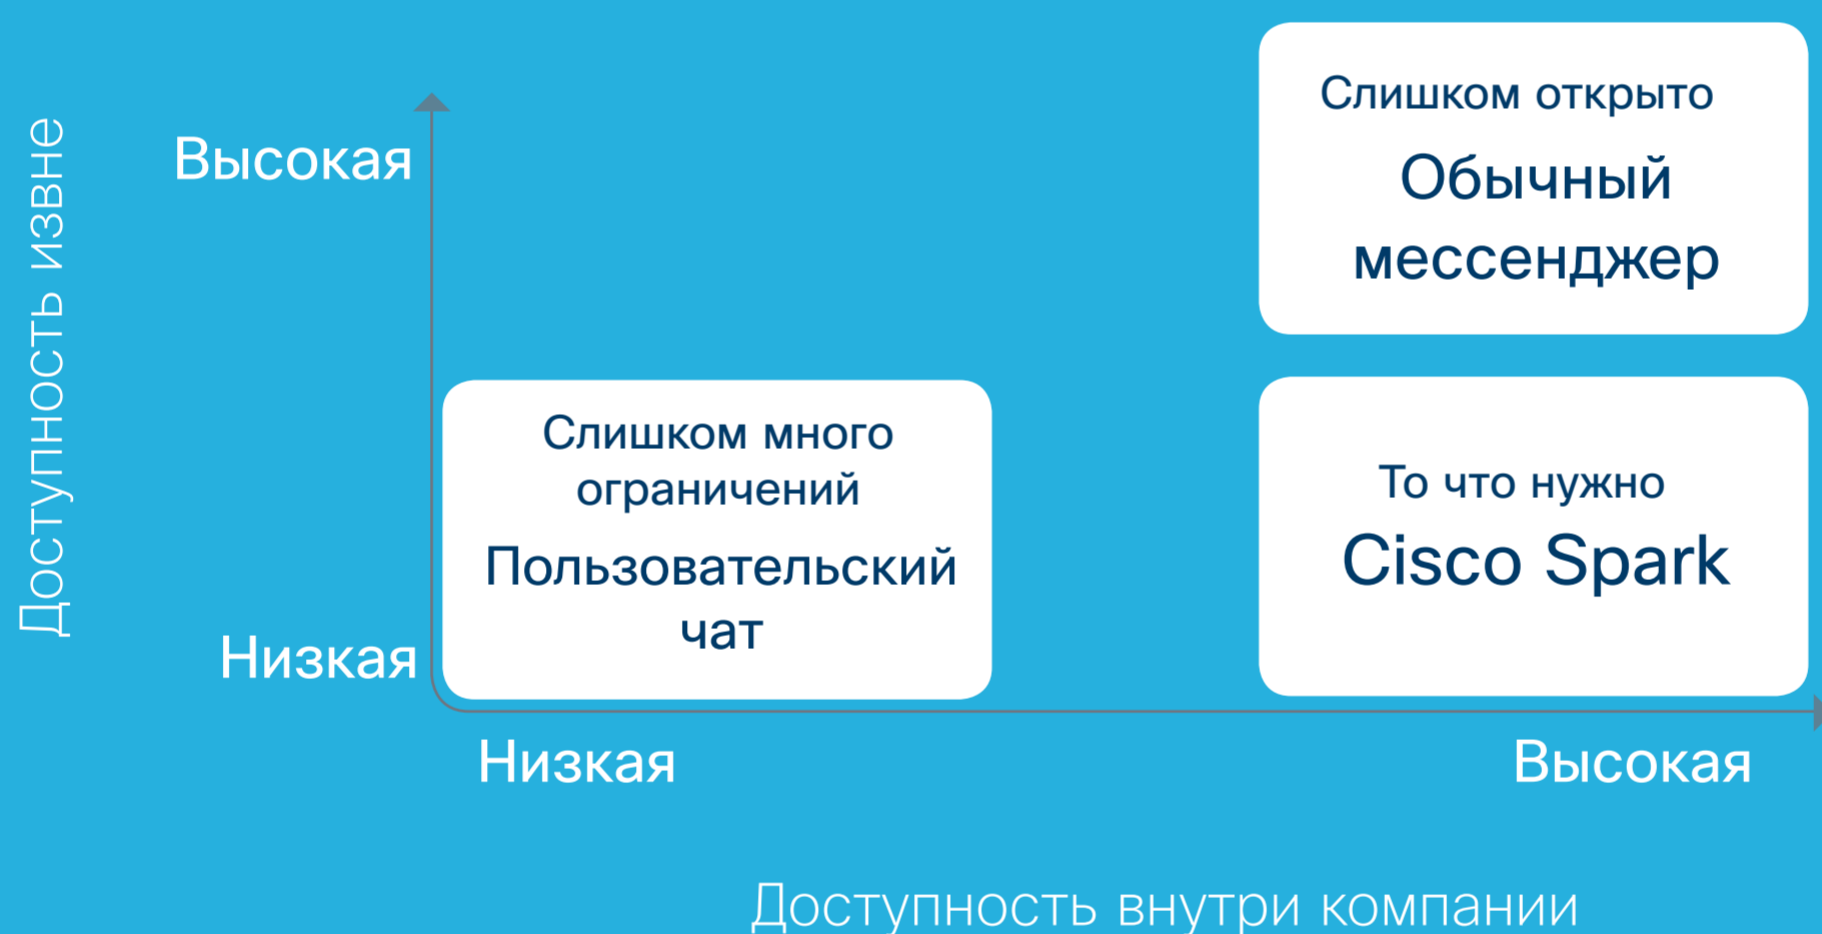 Доступность извне
Высокая
Низкая
Слишком открыто
Обычный
мессенджер
Слишком много
ограничений
Пользовательский
чат
То что нужно
Cisco Spark
Низкая
Высокая
Доступность внутри компании